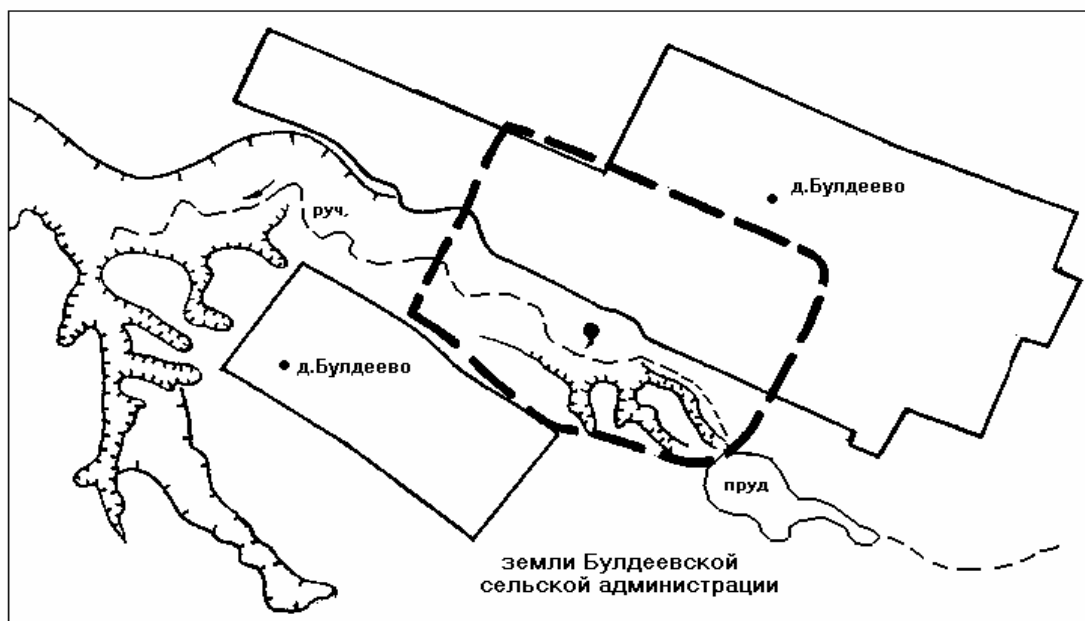 д.Булдеево
руч.
д.Булдеево
пруд
земли Булдеевской
сельской администрации